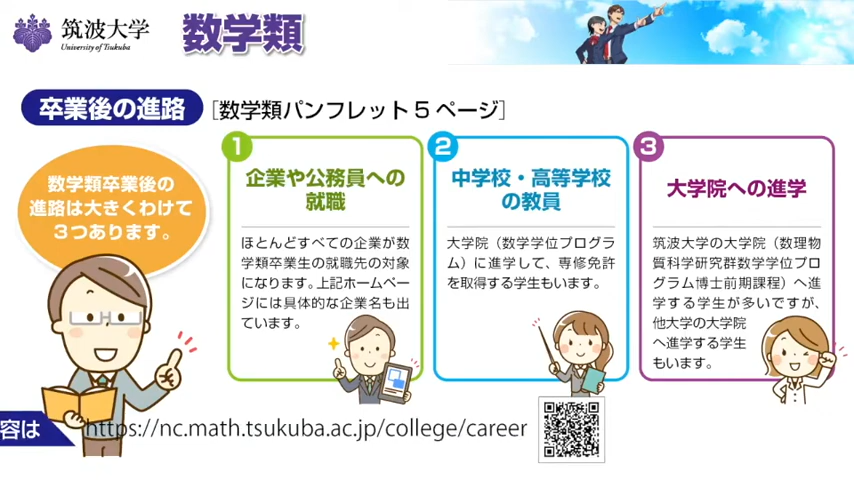 筑波大学
University of Tsukuba
数学類
卒業後の進路
[数学類パンフレット5ページ]
数学類卒業後の
進路は大きくわけて
3つあります。
1
企業や公務員への
就職
ほとんどすべての企業が数
学類卒業生の就職先の対象
になります。上記ホームペー
ジには具体的な企業名も出
ています。
2
中学校・高等学校
の教員
大学院（数学学位プログラ
ム）に進学して、専修免許
を取得する学生もいます。
3
大学院への進学
筑波大学の大学院（数理物
質科学研究群数学学位プロ
グラム博士前期課程）へ進
学する学生が多いですが、
他大学の大学院
へ進学する学生
もいます。
容は
https://nc.math.tsukuba.ac.jp/college/career